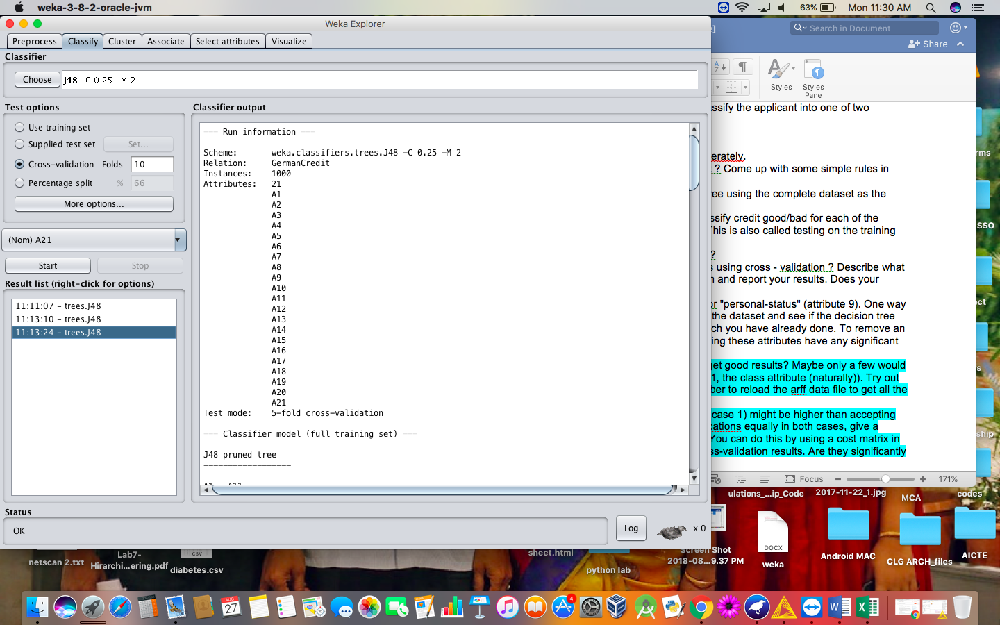 weka-3-8-2-oracle-jvm
63%
Mon 11:30 AM
Weka Explorer
Preprocess
Classify
Cluster
Associate
Select attributes
Visualize
Classifier
Choose
J48 -C 0.25 -M 2
Test options
Use training set
Supplied test set
Set...
Cross-validation Folds 10
Percentage split % 66
More options...
(Nom) A21
Start
Stop
Result list (right-click for options)
11:11:07 - trees.J48
11:13:10 - trees.J48
11:13:24 - trees.J48
Classifier output
=== Run information ===
Scheme: weka.classifiers.trees.J48 -C 0.25 -M 2
Relation: GermanCredit
Instances: 1000
Attributes: 21
A1
A2
A3
A4
A5
A6
A7
A8
A9
A10
A11
A12
A13
A14
A15
A16
A17
A18
A19
A20
A21
Test mode: 5-fold cross-validation
=== Classifier model (full training set) ===
J48 pruned tree
------------------
Status
OK
Log
x 0
Search in Document
Share
Styles
Styles Pane
ssify the applicant into one of two
erately.
? Come up with some simple rules in
ree using the complete dataset as the
ssify credit good/bad for each of the
This is also called testing on the training
?
s using cross - validation ? Describe what
n and report your results. Does your
or "personal-status" (attribute 9). One way
the dataset and see if the decision tree
ch you have already done. To remove an
ing these attributes have any significant
get good results? Maybe only a few would
1, the class attribute (naturally)). Try out
ber to reload the arff data file to get all the
case 1) might be higher than accepting
cations equally in both cases, give a
You can do this by using a cost matrix in
ss-validation results. Are they significantly
Focus
171%
rms
SSO
ect
rs
ship
ulations_...ip_Code
2017-11-22_1.jpg
MCA
codes
netscan 2.txt
Lab7-
Hirarchi...ering.pdf
csv
diabetes.csv
sheet.html
python lab
Screen Shot
2018-08...9.37 PM
DOCX
weka
Android MAC
CLG ARCH_files
AICTE
AUG
27
4